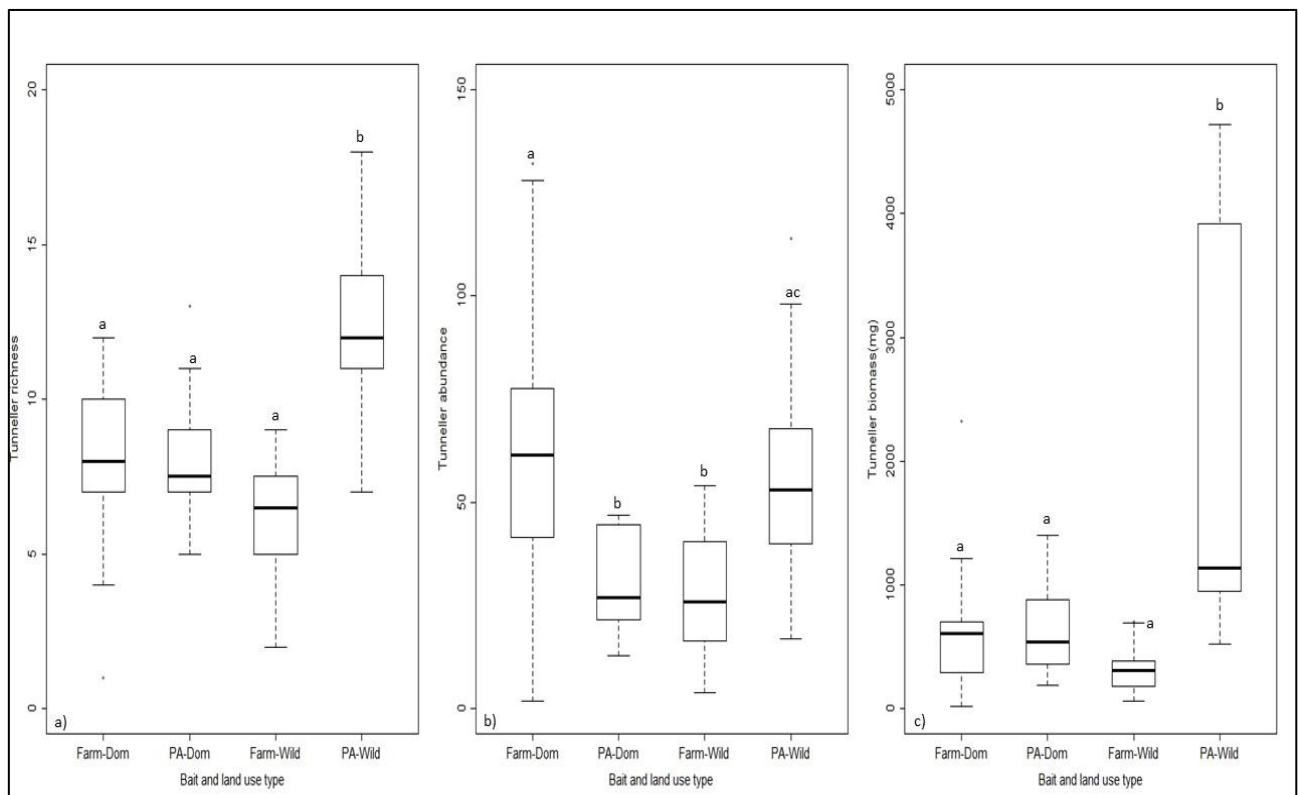 Tunneller richness
20
15
10
5
0
a
a
a
b
a)
Farm-Dom PA-Dom Farm-Wild PA-Wild
Bait and land use type
Tunneller abundance
150
100
50
0
a
b
b
ac
b)
Farm-Dom PA-Dom Farm-Wild PA-Wild
Bait and land use type
Tunneller biomass(mg)
5000
4000
3000
2000
1000
0
a
a
a
b
c)
Farm-Dom PA-Dom Farm-Wild PA-Wild
Bait and land use type